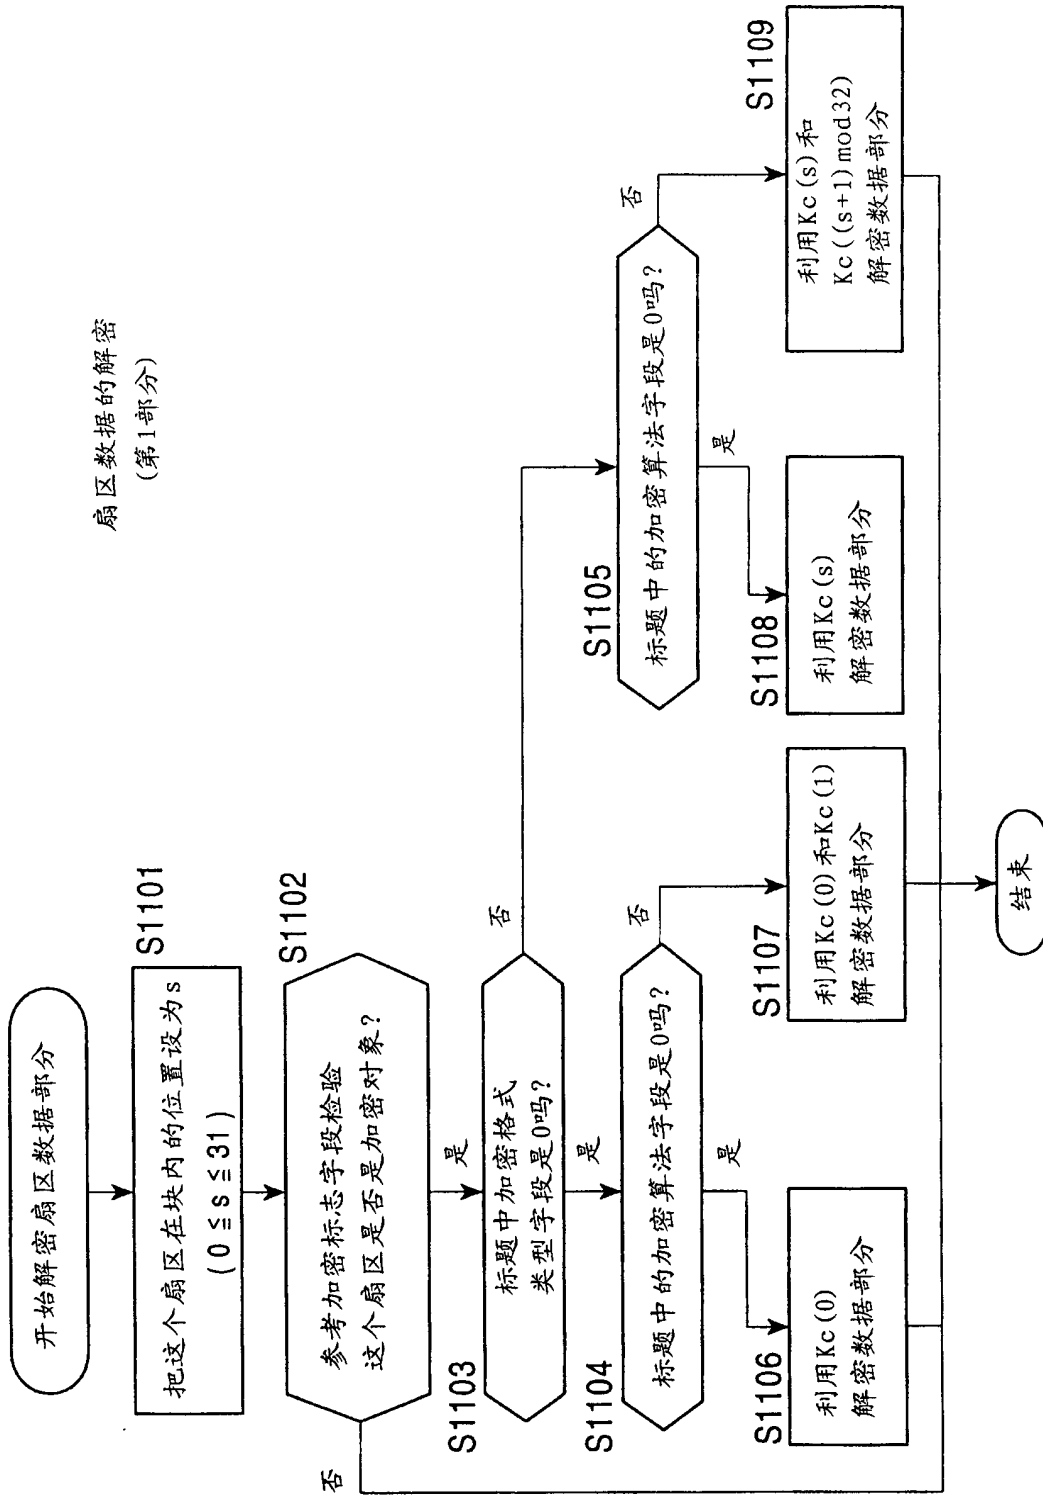 扇区数据的解密
(第1部分)
开始解密扇区数据部分
S1101
把这个扇区在块内的位置设为s
(0≦s≦31)
S1102
参考加密标志字段检验
这个扇区是否是加密对象?
否
是
S1103
标题中加密格式
类型字段是0吗?
否
是
S1104
标题中的加密算法字段是0吗?
否
是
S1105
标题中的加密算法字段是0吗?
否
是
S1106
利用Kc(0)
解密数据部分
S1107
利用Kc(0)和Kc(1)
解密数据部分
S1108
利用Kc(s)
解密数据部分
S1109
利用Kc(s)和
Kc((s+1)mod32)
解密数据部分
结束